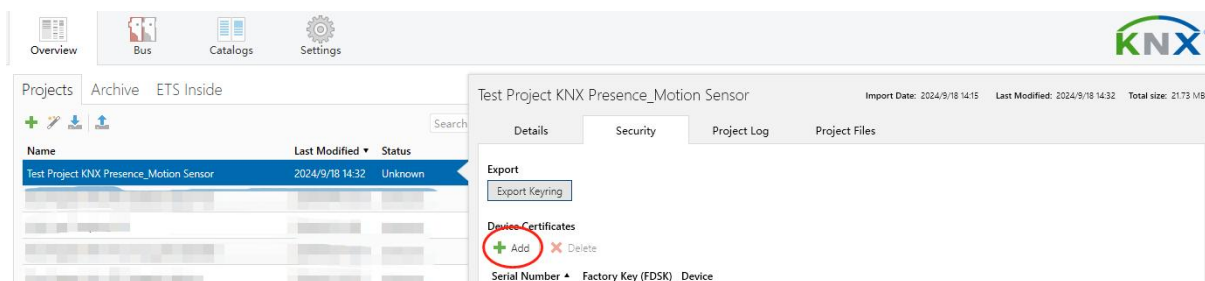 Overview Bus Catalogs Settings
KNX
Projects Archive ETS Inside
Search
Name Last Modified ▼ Status
Test Project KNX Presence_Motion Sensor 2024/9/18 14:32 Unknown
Test Project KNX Presence_Motion Sensor Import Date: 2024/9/18 14:15 Last Modified: 2024/9/18 14:32 Total size: 21.73 MB
Details Security Project Log Project Files
Export
Export Keyring
Device Certificates
Add Delete
Serial Number ▲ Factory Key (FDSK) Device